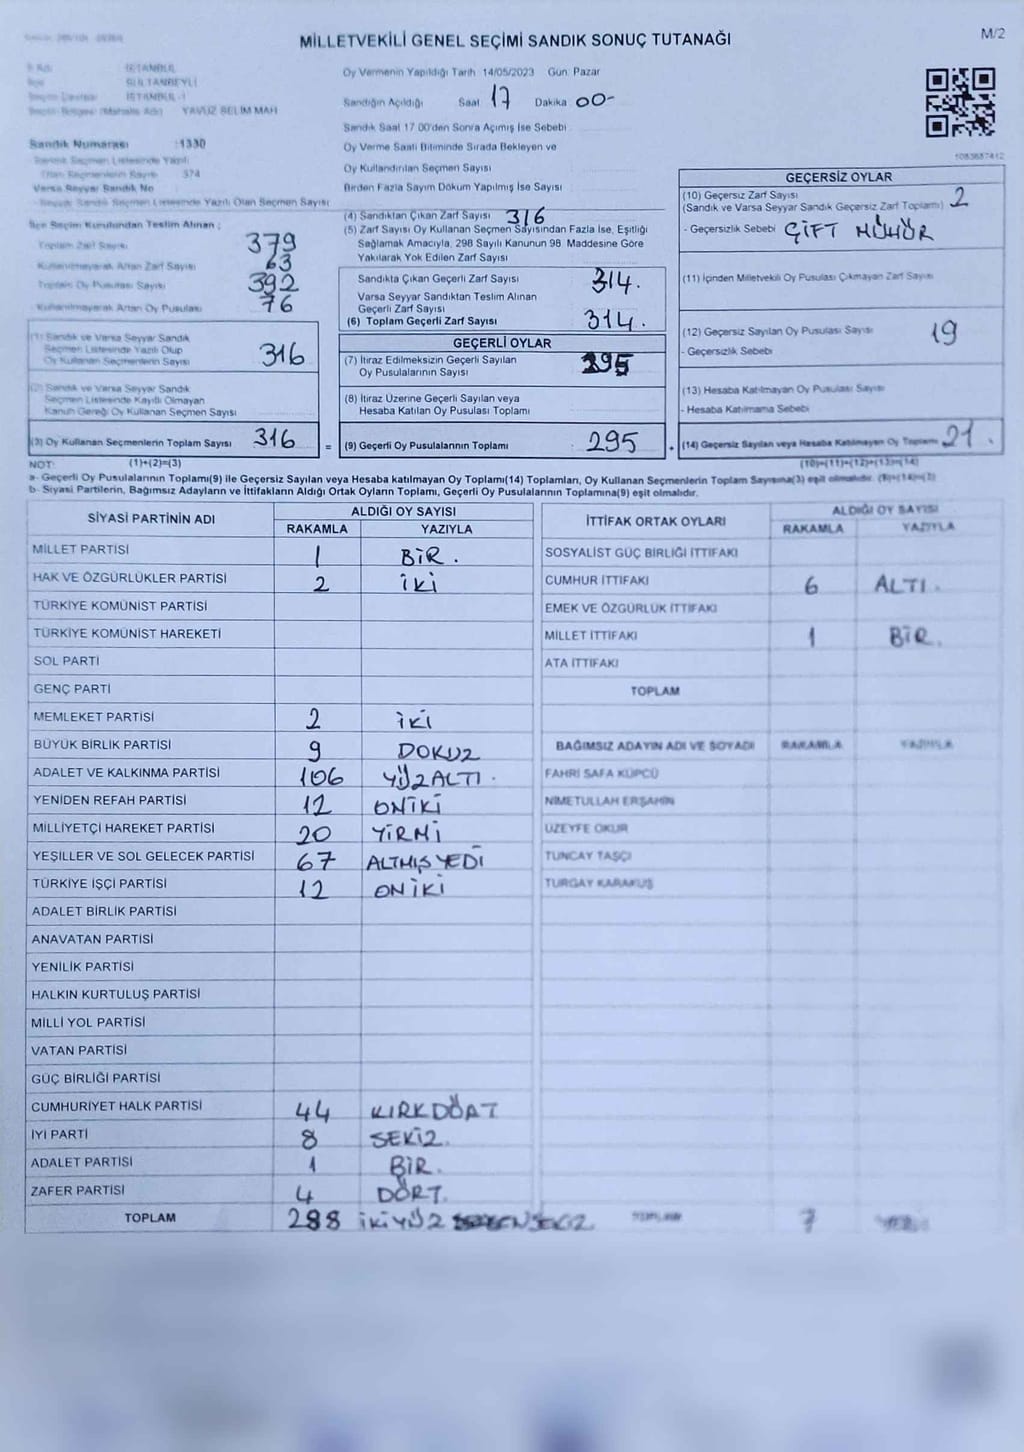 MİLLETVEKİLİ GENEL SEÇİMİ SANDIK SONUÇ TUTANAĞI
M/2
İSTANBUL
SULTANBEYLİ
İSTANBUL-1
YAVUZ SELİM MAH
Sandık Numarası :1330
Sandık Seçmen Listesinde Yazılı
374
Varsa Seyyar Sandık No
Seyyar Sandık Seçmen Listesinde Yazılı Olan Seçmen Sayısı
İlçe Seçim Kurulundan Teslim Alınan ;
Toplam Zarf Sayısı 379
Kullanılmayarak Artan Zarf Sayısı 63
Toplam Oy Pusulası Sayısı 392
Kullanılmayarak Artan Oy Pusulası 76
(1) Sandık ve Varsa Seyyar Sandık
Seçmen Listesinde Yazılı Olup
Oy Kullanan Seçmenlerin Sayısı 316
(2) Sandık ve Varsa Seyyar Sandık
Seçmen Listesinde Kayıtlı Olmayan
Kanun Gereği Oy Kullanan Seçmen Sayısı
(3) Oy Kullanan Seçmenlerin Toplam Sayısı 316 =
Oy Vermenin Yapıldığı Tarih 14/05/2023 Gün: Pazar
Sandığın Açıldığı Saat 17 Dakika 00-
Sandık Saat 17:00'den Sonra Açılmış İse Sebebi
Oy Verme Saati Bitiminde Sırada Bekleyen ve
Oy Kullandırılan Seçmen Sayısı
Birden Fazla Sayım Döküm Yapılmış İse Sayısı
(4) Sandıktan Çıkan Zarf Sayısı 316
(5) Zarf Sayısı Oy Kullanan Seçmen Sayısından Fazla İse, Eşitliği
Sağlamak Amacıyla, 298 Sayılı Kanunun 98. Maddesine Göre
Yakılarak Yok Edilen Zarf Sayısı
Sandıkta Çıkan Geçerli Zarf Sayısı 314.
Varsa Seyyar Sandıktan Teslim Alınan
Geçerli Zarf Sayısı
(6) Toplam Geçerli Zarf Sayısı 314.
GEÇERLİ OYLAR
(7) İtiraz Edilmeksizin Geçerli Sayılan
Oy Pusulalarının Sayısı 295
(8) İtiraz Üzerine Geçerli Sayılan veya
Hesaba Katılan Oy Pusulası Toplamı
(9) Geçerli Oy Pusulalarının Toplamı 295 +
1083687412
GEÇERSİZ OYLAR
(10) Geçersiz Zarf Sayısı 2
(Sandık ve Varsa Seyyar Sandık Geçersiz Zarf Toplamı)
- Geçersizlik Sebebi ÇİFT MÜHÜR
(11) İçinden Milletvekili Oy Pusulası Çıkmayan Zarf Sayısı
(12) Geçersiz Sayılan Oy Pusulası Sayısı 19
- Geçersizlik Sebebi
(13) Hesaba Katılmayan Oy Pusulası Sayısı
- Hesaba Katılmama Sebebi
(14) Geçersiz Sayılan veya Hesaba Katılmayan Oy Toplamı 21.
NOT: (1)+(2)=(3) (10)+(11)+(12)+(13)=(14)
a- Geçerli Oy Pusulalarının Toplamı(9) ile Geçersiz Sayılan veya Hesaba katılmayan Oy Toplamı(14) Toplamları, Oy Kullanan Seçmenlerin Toplam Sayısına(3) eşit olmalıdır. (9)+(14)=(3)
b- Siyasi Partilerin, Bağımsız Adayların ve İttifakların Aldığı Ortak Oyların Toplamı, Geçerli Oy Pusulalarının Toplamına(9) eşit olmalıdır.
SİYASİ PARTİNİN ADI ALDIĞI OY SAYISI
RAKAMLA YAZIYLA
MİLLET PARTİSİ 1 BİR.
HAK VE ÖZGÜRLÜKLER PARTİSİ 2 İKİ
TÜRKİYE KOMÜNİST PARTİSİ
TÜRKİYE KOMÜNİST HAREKETİ
SOL PARTİ
GENÇ PARTİ
MEMLEKET PARTİSİ 2 İKİ
BÜYÜK BİRLİK PARTİSİ 9 DOKUZ
ADALET VE KALKINMA PARTİSİ 106 YÜZALTI.
YENİDEN REFAH PARTİSİ 12 ONİKİ
MİLLİYETÇİ HAREKET PARTİSİ 20 YİRMİ
YEŞİLLER VE SOL GELECEK PARTİSİ 67 ALTMIŞ YEDİ
TÜRKİYE İŞÇİ PARTİSİ 12 ONİKİ
ADALET BİRLİK PARTİSİ
ANAVATAN PARTİSİ
YENİLİK PARTİSİ
HALKIN KURTULUŞ PARTİSİ
MİLLİ YOL PARTİSİ
VATAN PARTİSİ
GÜÇ BİRLİĞİ PARTİSİ
CUMHURİYET HALK PARTİSİ 44 KIRKDÖRT
İYİ PARTİ 8 SEKİZ.
ADALET PARTİSİ 1 BİR.
ZAFER PARTİSİ 4 DÖRT.
TOPLAM 288 İKİYÜZ SEKSENSEKİZ
İTTİFAK ORTAK OYLARI ALDIĞI OY SAYISI
RAKAMLA YAZIYLA
SOSYALİST GÜÇ BİRLİĞİ İTTİFAKI
CUMHUR İTTİFAKI 6 ALTI.
EMEK VE ÖZGÜRLÜK İTTİFAKI
MİLLET İTTİFAKI 1 BİR.
ATA İTTİFAKI
TOPLAM
BAĞIMSIZ ADAYIN ADI VE SOYADI RAKAMLA YAZIYLA
FAHRİ SAFA KÜPCÜ
NİMETULLAH ERŞAHİN
ÜZEYFE OKUR
TUNCAY TAŞÇI
TURGAY KARAKUŞ
TOPLAM 7 YEDİ